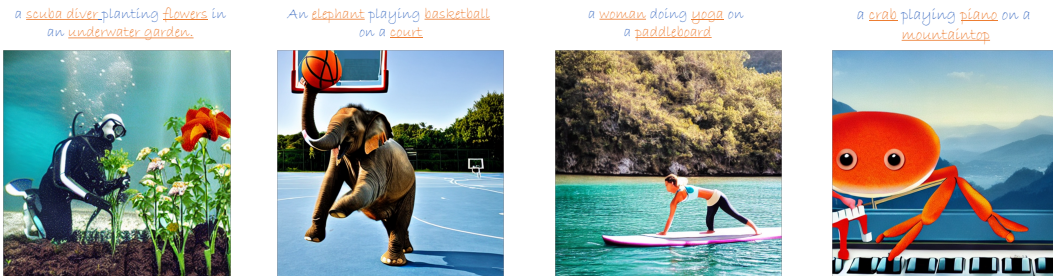 a scuba diver planting flowers in
an underwater garden.
An elephant playing basketball
on a court
a woman doing yoga on
a paddleboard
a crab playing piano on a
mountaintop